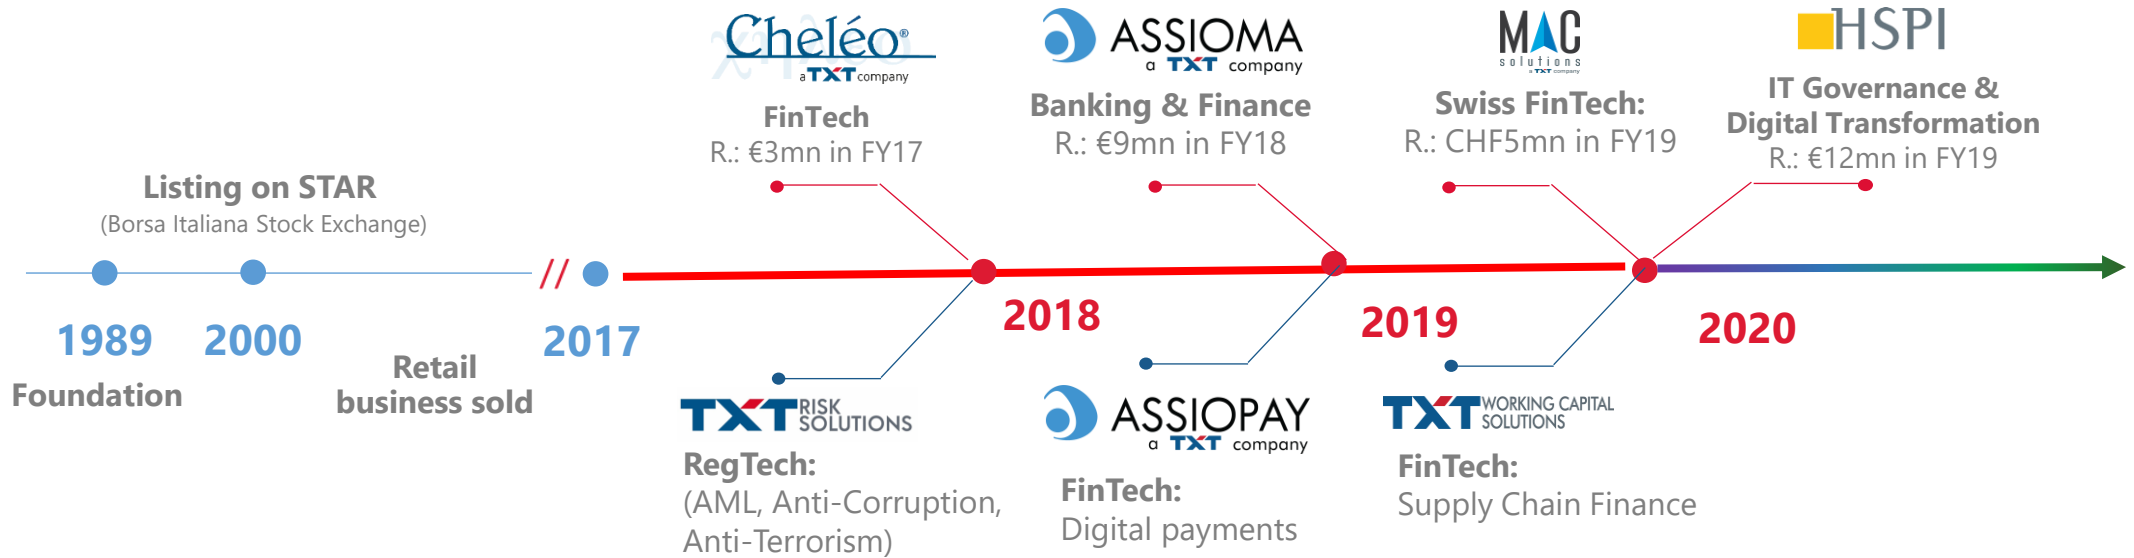 Cheléo®
a TXT company
FinTech
R.: €3mn in FY17
ASSIOMA
a TXT company
Banking & Finance
R.: €9mn in FY18
MAC
solutions
a TXT company
Swiss FinTech:
R.: CHF5mn in FY19
HSPI
IT Governance &
Digital Transformation
R.: €12mn in FY19
Listing on STAR
(Borsa Italiana Stock Exchange)
//
1989
2000
2017
2018
2019
2020
Foundation
Retail
business sold
TXT RISK
SOLUTIONS
RegTech:
(AML, Anti-Corruption,
Anti-Terrorism)
ASSIOPAY
a TXT company
FinTech:
Digital payments
TXT WORKING CAPITAL
SOLUTIONS
FinTech:
Supply Chain Finance